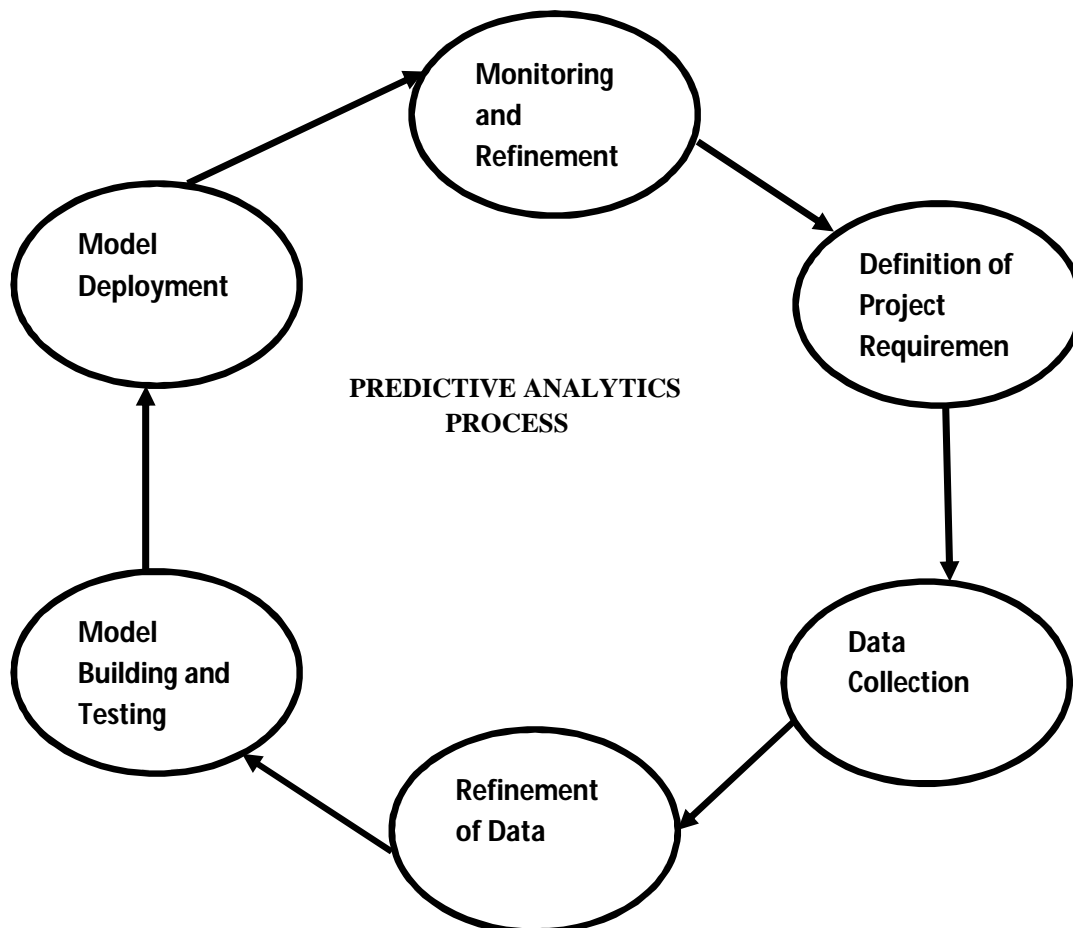 Monitoring
and
Refinement
Model
Deployment
Definition of
Project
Requiremen
PREDICTIVE ANALYTICS
PROCESS
Model
Building and
Testing
Data
Collection
Refinement
of Data